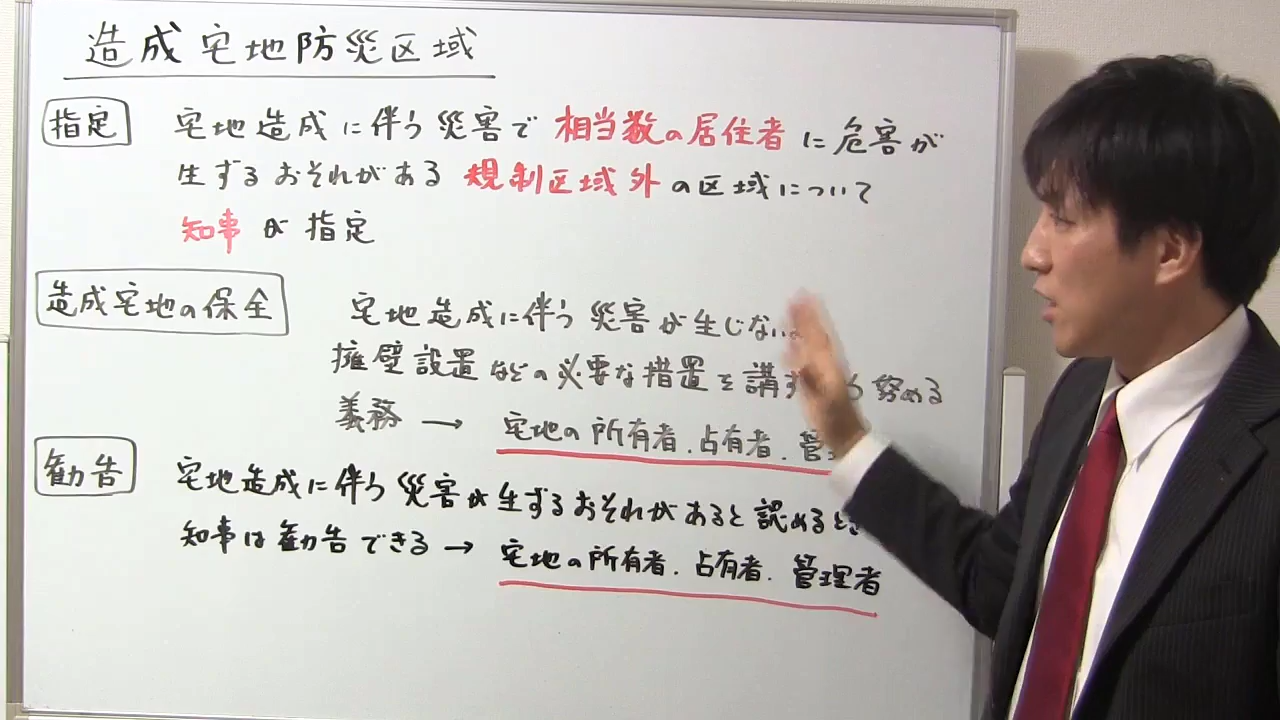 造成宅地防災区域
指定 宅地造成に伴う災害で相当数の居住者に危害が
生ずるおそれがある規制区域外の区域について
知事が指定
造成宅地の保全 宅地造成に伴う災害が生じない
擁壁設置などの必要な措置を講ず 努める
義務 → 宅地の所有者、占有者、管
勧告 宅地造成に伴う災害が生ずるおそれがあると認めるとき
知事は勧告できる → 宅地の所有者、占有者、管理者